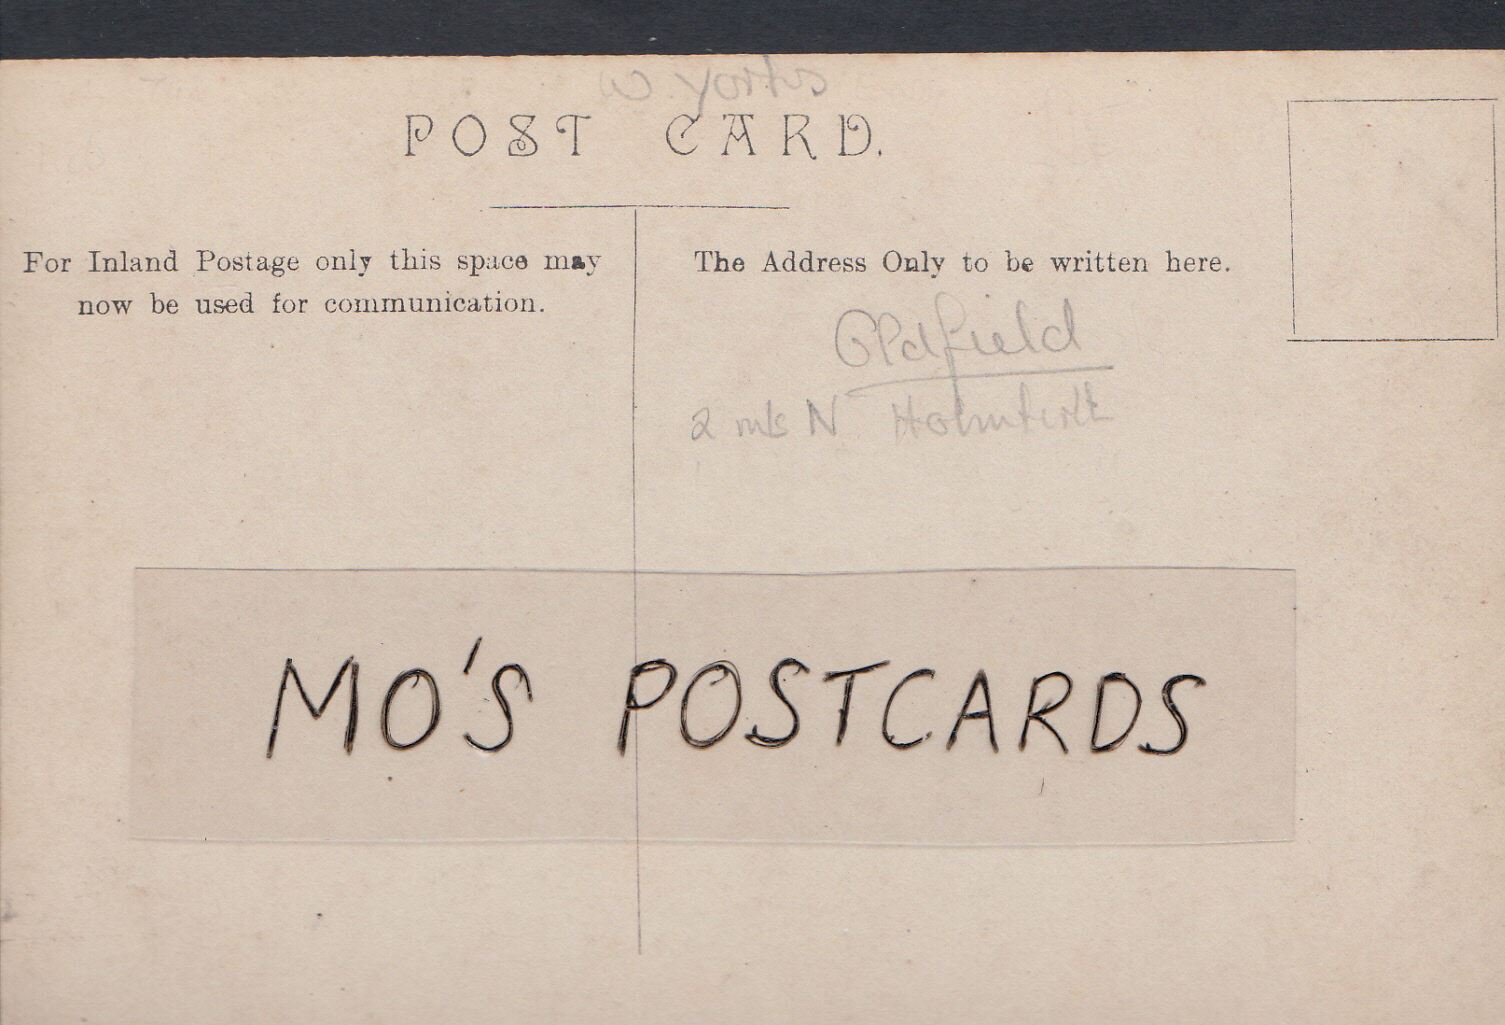 W. Yorks
POST CARD.
For Inland Postage only this space may
now be used for communication.
The Address Only to be written here.
Oldfield
2 mls N Holmfirth
MO'S POSTCARDS